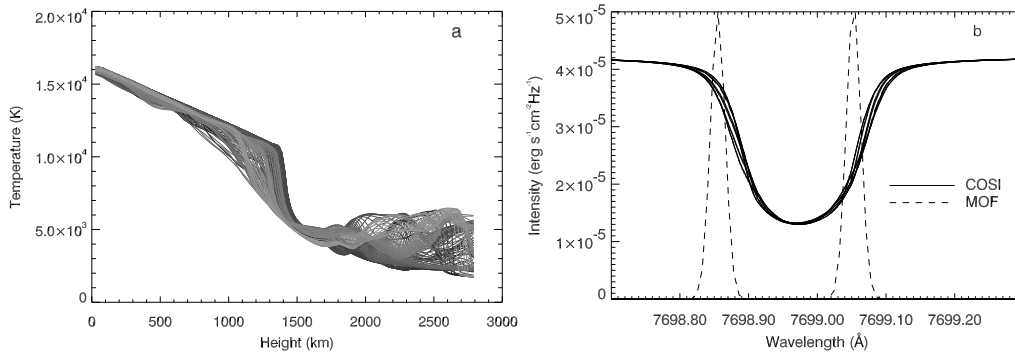 a
2.0×10⁴
1.5×10⁴
1.0×10⁴
5.0×10³
0
Temperature (K)
0 500 1000 1500 2000 2500 3000
Height (km)
b
5×10⁻⁵
4×10⁻⁵
3×10⁻⁵
2×10⁻⁵
1×10⁻⁵
0
Intensity (erg s⁻¹cm⁻²Hz⁻¹)
COSI
MOF
7698.80 7698.90 7699.00 7699.10 7699.20
Wavelength (Å)